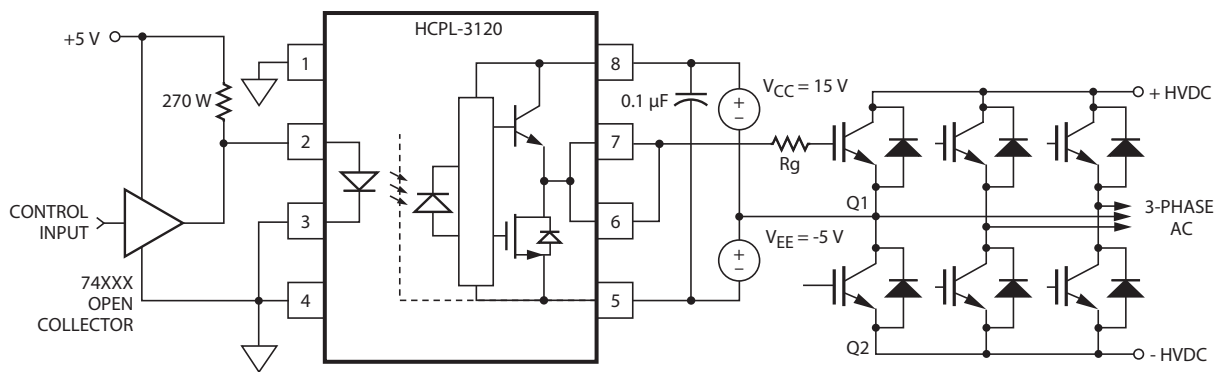 HCPL-3120
+5 V
270 W
1
2
3
4
8
7
6
5
0.1 µF
VCC = 15 V
+
–
Rg
+ HVDC
CONTROL
INPUT
74XXX
OPEN
COLLECTOR
Q1
3-PHASE
AC
VEE = -5 V
+
–
Q2
- HVDC